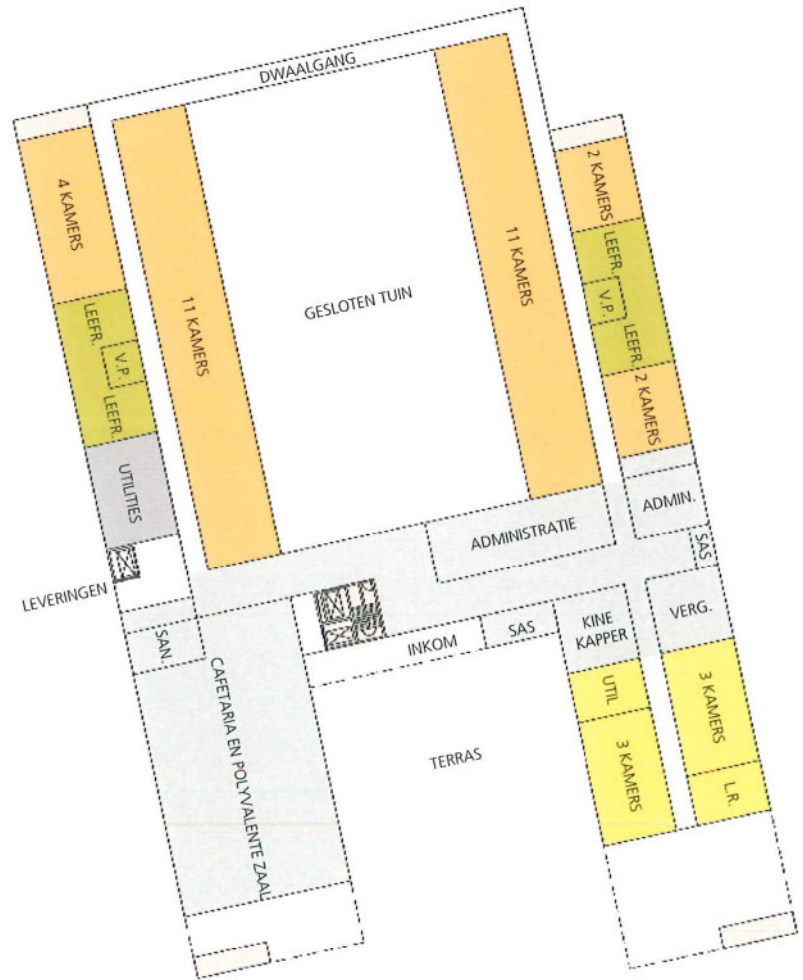 DWAALGANG
4 KAMERS
11 KAMERS
GESLOTEN TUIN
11 KAMERS
2 KAMERS
LEEFR.
V.P.
LEEFR.
2 KAMERS
LEEFR.
V.P.
LEEFR.
UTILITIES
LEVERINGEN
ADMINISTRATIE
ADMIN.
SAS
SAN.
CAFETARIA EN POLYVALENTE ZAAL
INKOM
SAS
KINE
KAPPER
VERG.
UTIL
3 KAMERS
3 KAMERS
L.R.
TERRAS